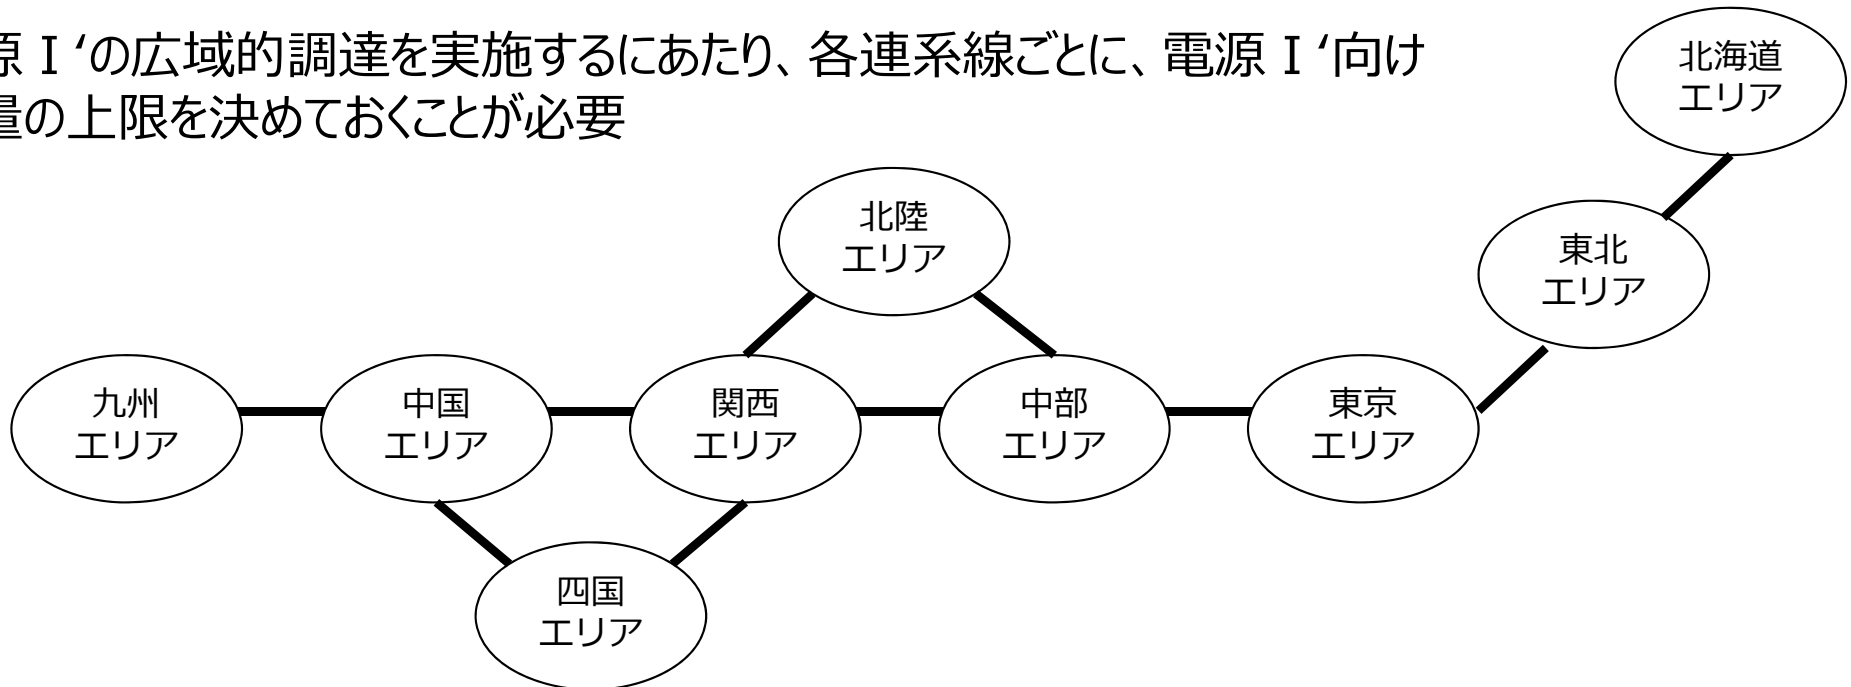 源Ⅰ‘の広域的調達を実施するにあたり、各連系線ごとに、電源Ⅰ‘向け
量の上限を決めておくことが必要
北海道
エリア
北陸
エリア
東北
エリア
九州
エリア
中国
エリア
関西
エリア
中部
エリア
東京
エリア
四国
エリア